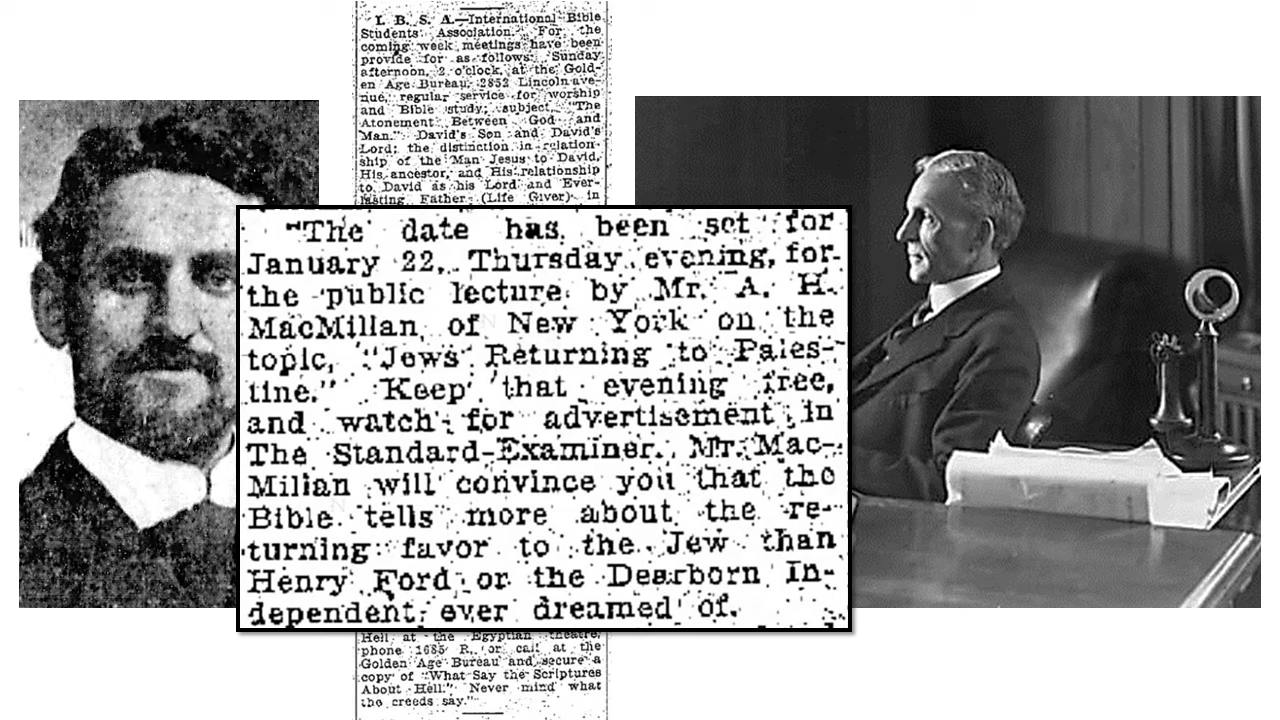 I. B. S. A.—International Bible
Students Association. For the
coming week meetings have been
provide for as follows: Sunday
afternoon, 2 o'clock, at the Gold-
en Age Bureau, 2852 Lincoln ave-
nue, regular service for worship
and Bible study; subject, "The
Atonement Between God and
Man." David's Son and David's
Lord; the distinction in relation-
ship of the Man Jesus to David,
His ancestor, and His relationship
to David as his Lord and Ever-
lasting Father (Life Giver) in
"The date has been set for
January 22, Thursday evening, for
the public lecture by Mr. A. H.
MacMillan of New York on the
topic, "Jews Returning to Pales-
tine." Keep that evening free,
and watch for advertisement in
The Standard-Examiner. Mr. Mac-
Millan will convince you that the
Bible tells more about the re-
turning favor to the Jew than
Henry Ford or the Dearborn In-
dependent ever dreamed of.
Hell at the Egyptian theatre,
phone 1685 R., or call at the
Golden Age Bureau and secure a
copy of "What Say the Scriptures
About Hell." Never mind what
the creeds say."